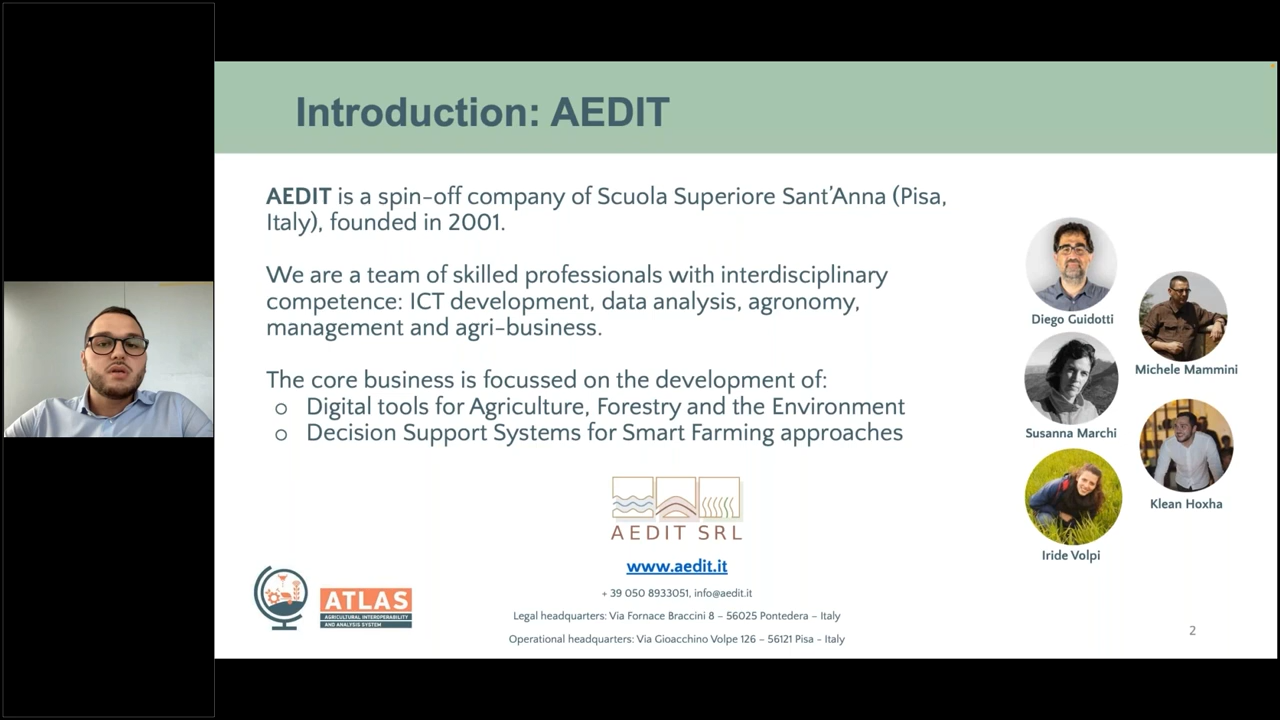 Introduction: AEDIT
AEDIT is a spin-off company of Scuola Superiore Sant'Anna (Pisa,
Italy), founded in 2001.
We are a team of skilled professionals with interdisciplinary
competence: ICT development, data analysis, agronomy,
management and agri-business.
The core business is focussed on the development of:
o Digital tools for Agriculture, Forestry and the Environment
o Decision Support Systems for Smart Farming approaches
Diego Guidotti
Michele Mammini
Susanna Marchi
Klean Hoxha
Iride Volpi
AEDIT SRL
www.aedit.it
+ 39 050 8933051, info@aedit.it
Legal headquarters: Via Fornace Braccini 8 – 56025 Pontedera – Italy
Operational headquarters: Via Gioacchino Volpe 126 – 56121 Pisa - Italy
ATLAS
AGRICULTURAL INTEROPERABILITY
AND ANALYSIS SYSTEM
2